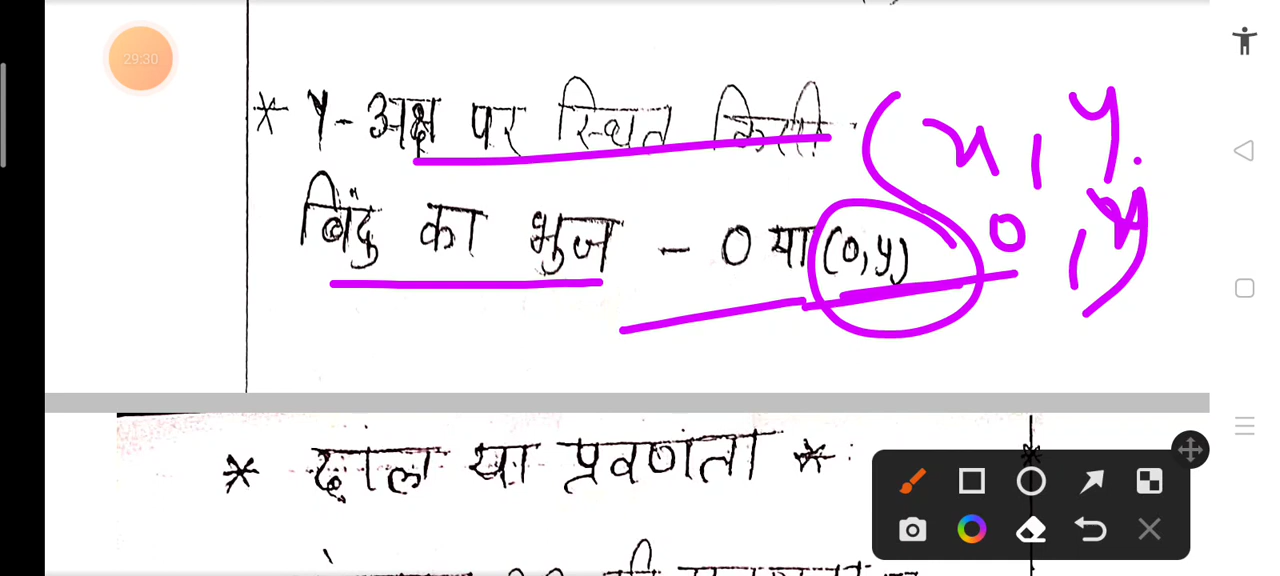 29:30
* Y-अक्ष पर स्थित किसी
(x, y
बिंदु का भुज - 0 या (0,y)
0, y)
* ढाल या प्रवणता *